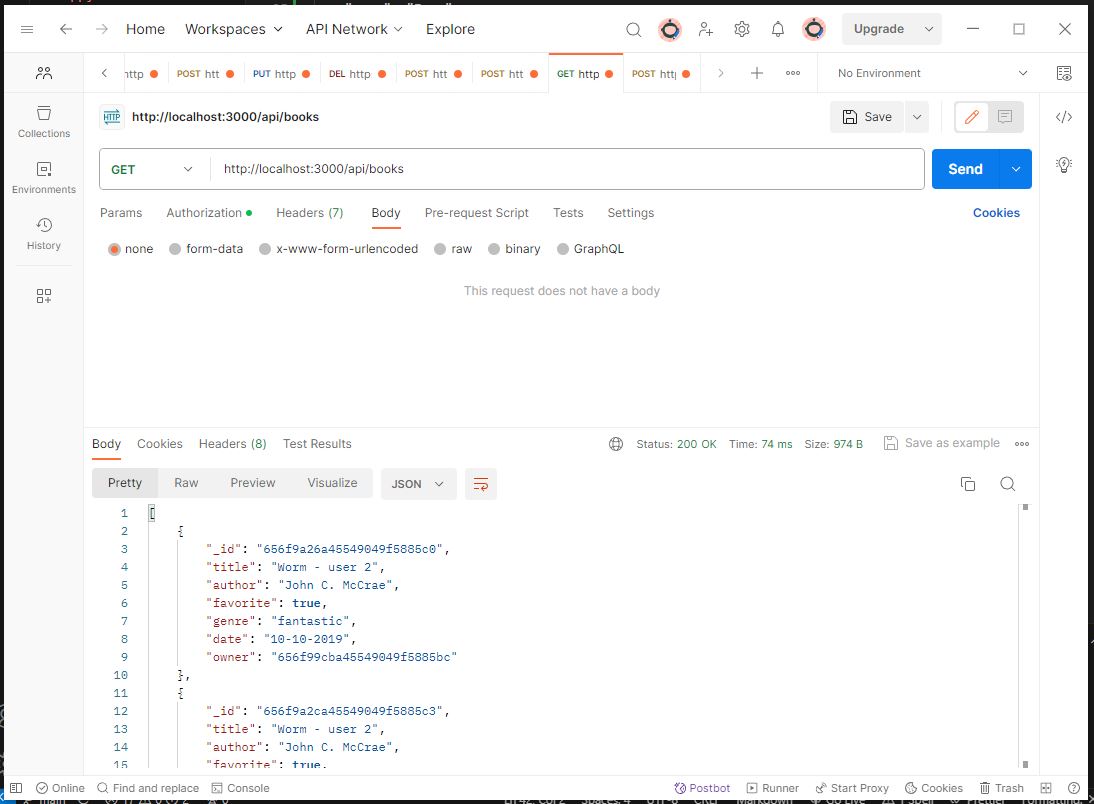 Home Workspaces API Network Explore Upgrade
POST htt PUT http DEL http POST htt POST htt GET http POST No Environment
HTTP http://localhost:3000/api/books Save
Collections
Environments
History
GET http://localhost:3000/api/books Send
Params Authorization Headers (7) Body Pre-request Script Tests Settings Cookies
none form-data x-www-form-urlencoded raw binary GraphQL
This request does not have a body
Body Cookies Headers (8) Test Results Status: 200 OK Time: 74 ms Size: 974 B Save as example
Pretty Raw Preview Visualize JSON
1 [
2 {
3 "_id": "656f9a26a45549049f5885c0",
4 "title": "Worm - user 2",
5 "author": "John C. McCrae",
6 "favorite": true,
7 "genre": "fantastic",
8 "date": "10-10-2019",
9 "owner": "656f99cba45549049f5885bc"
10 },
11 {
12 "_id": "656f9a2ca45549049f5885c3",
13 "title": "Worm - user 2",
14 "author": "John C. McCrae",
15 "favorite": true,
Online Find and replace Console Postbot Runner Start Proxy Cookies Trash